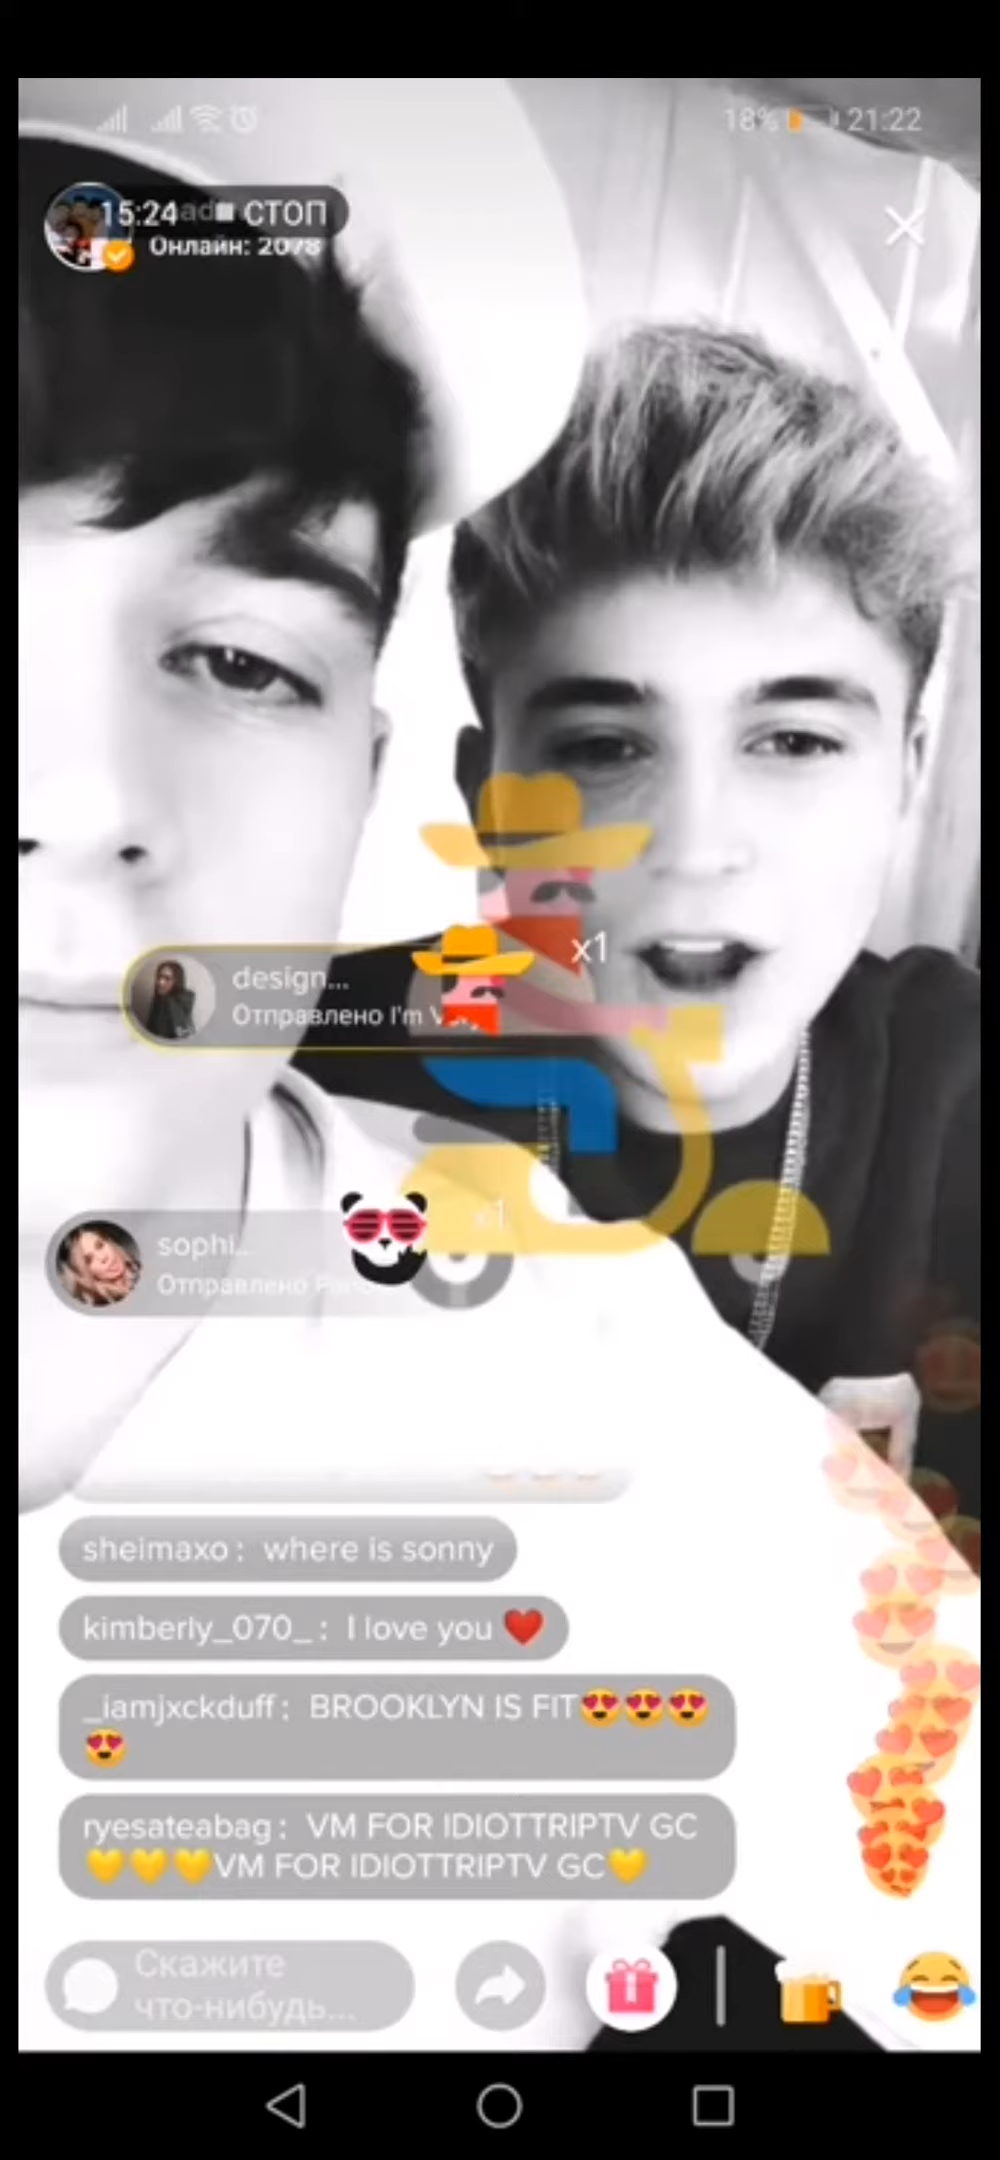 18% 21:22
15:24 ■ СТОП
Онлайн: 2078
x1
design...
Отправлено I'm
x1
sophi...
Отправлено
sheimaxo: where is sonny
kimberly_070_: I love you ❤️
_iamjxckduff: BROOKLYN IS FIT😍😍😍
😍
ryesateabag: VM FOR IDIOTTRIPTV GC
💛💛💛VM FOR IDIOTTRIPTV GC💛
Скажите
что-нибудь...